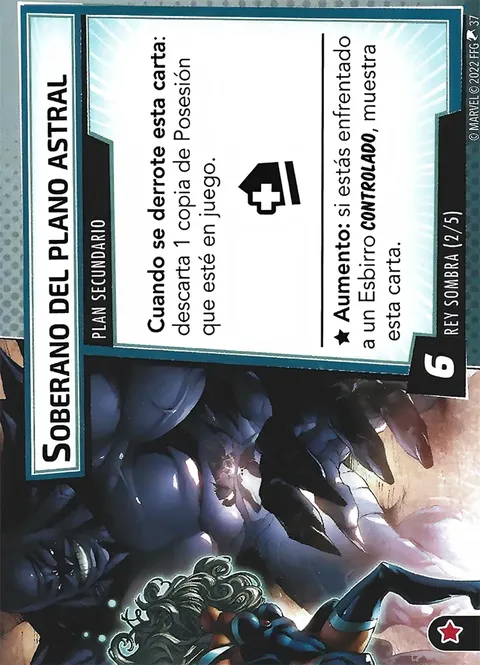 SOBERANO DEL PLANO ASTRAL
PLAN SECUNDARIO
Cuando se derrote esta carta:
descarta 1 copia de Posesión
que esté en juego.
★ Aumento: si estás enfrentado
a un Esbirro CONTROLADO, muestra
esta carta.
6
REY SOMBRA (2/5)
© MARVEL © 2022 FFG 37